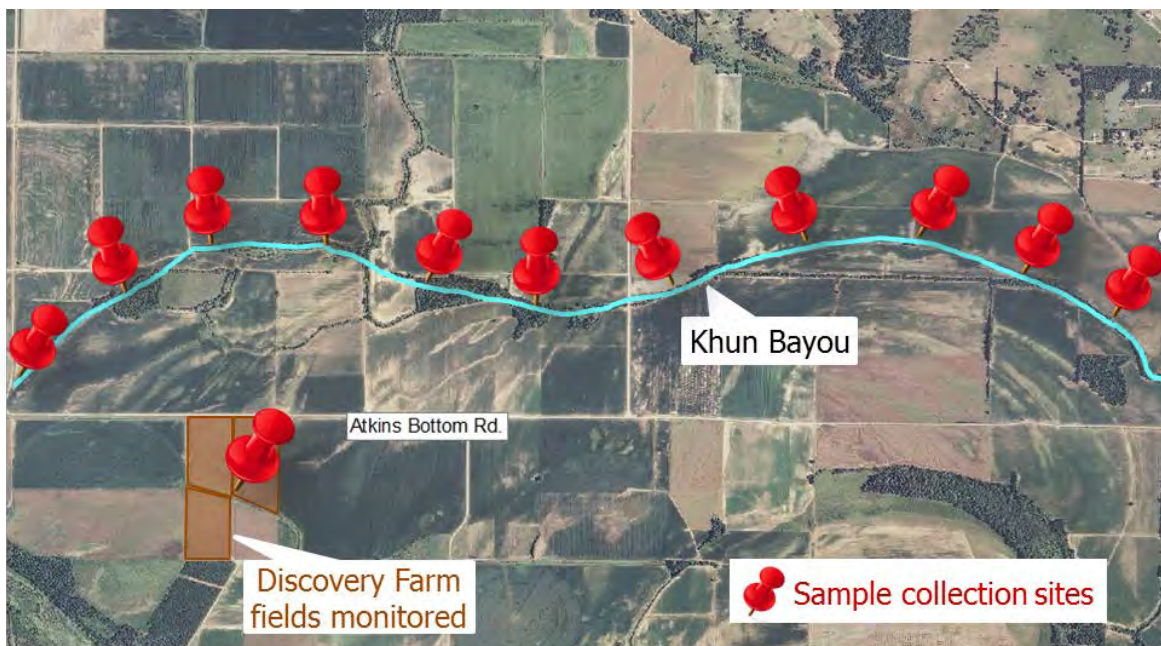 Khun Bayou
Atkins Bottom Rd.
Discovery Farm
fields monitored
Sample collection sites